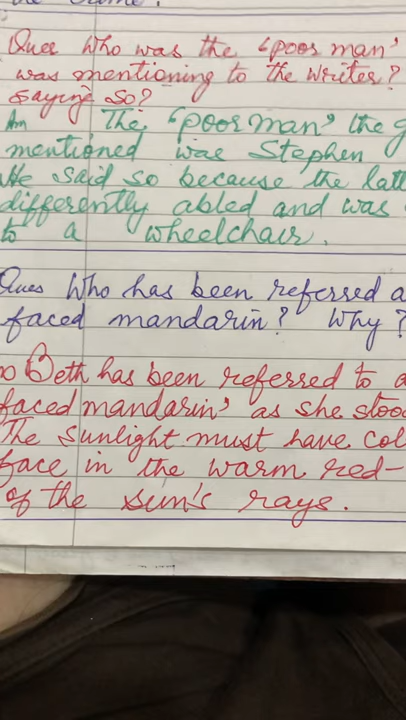 Ques Who was the 'poor man'
was mentioning to the writer?
saying so?
An The 'poor man' the g
mentioned was Stephen
He said so because the latt
differently abled and was
to a wheelchair.
Ques Who has been referred a
faced mandarin? Why?
Beth has been referred to a
faced mandarin' as she stood
The sunlight must have col
face in the warm red-
of the sun's rays.